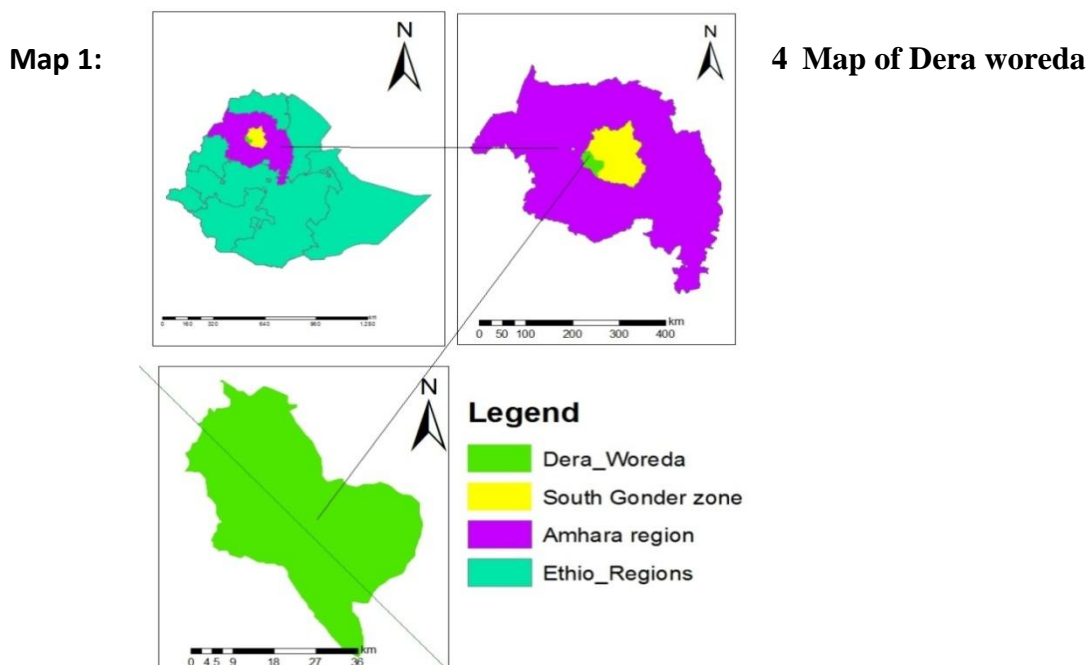 Map 1:
4 Map of Dera woreda
N
km
0 160 320 640 960 1,280
N
km
0 50 100 200 300 400
N
km
0 4.5 9 18 27 36
Legend
Dera_Woreda
South Gonder zone
Amhara region
Ethio_Regions